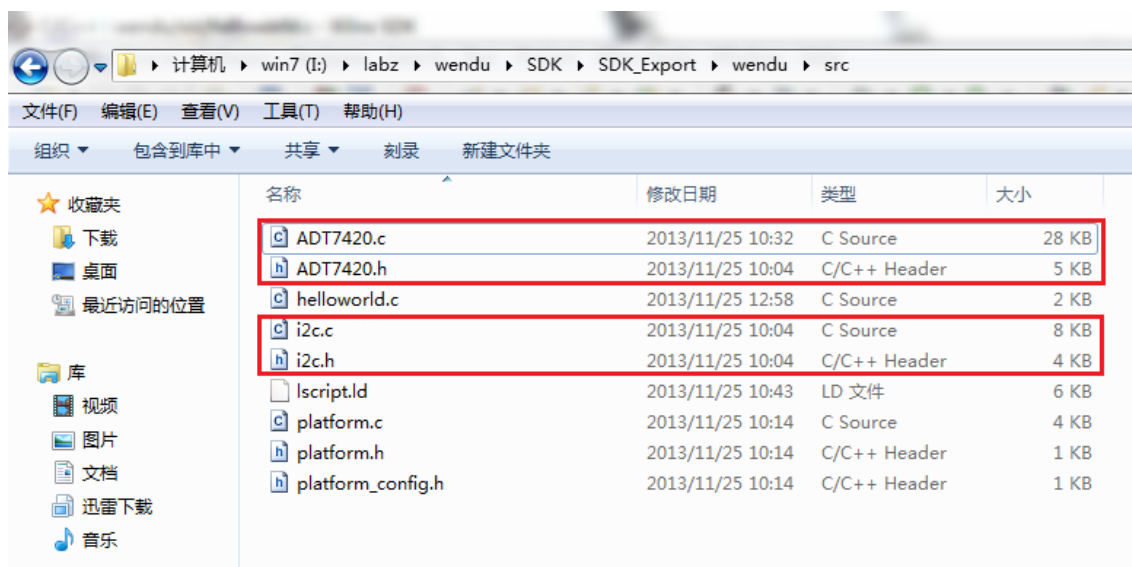 计算机 win7 (I:) labz wendu SDK SDK_Export wendu src
文件(F) 编辑(E) 查看(V) 工具(T) 帮助(H)
组织 包含到库中 共享 刻录 新建文件夹
收藏夹
下载
桌面
最近访问的位置
库
视频
图片
文档
迅雷下载
音乐
名称 修改日期 类型 大小
ADT7420.c 2013/11/25 10:32 C Source 28 KB
ADT7420.h 2013/11/25 10:04 C/C++ Header 5 KB
helloworld.c 2013/11/25 12:58 C Source 2 KB
i2c.c 2013/11/25 10:04 C Source 8 KB
i2c.h 2013/11/25 10:04 C/C++ Header 4 KB
lscript.ld 2013/11/25 10:43 LD 文件 6 KB
platform.c 2013/11/25 10:14 C Source 4 KB
platform.h 2013/11/25 10:14 C/C++ Header 1 KB
platform_config.h 2013/11/25 10:14 C/C++ Header 1 KB